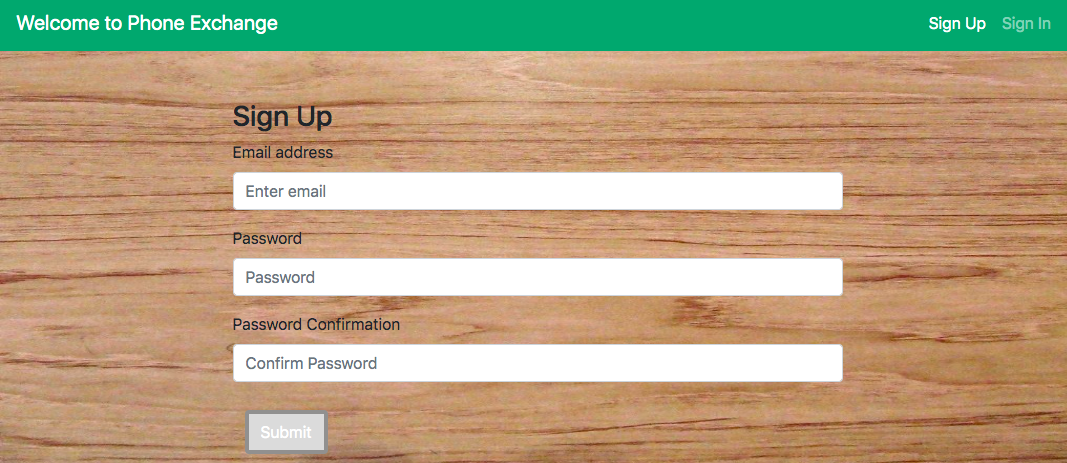 Welcome to Phone Exchange Sign Up Sign In
Sign Up
Email address
Enter email
Password
Password
Password Confirmation
Confirm Password
Submit